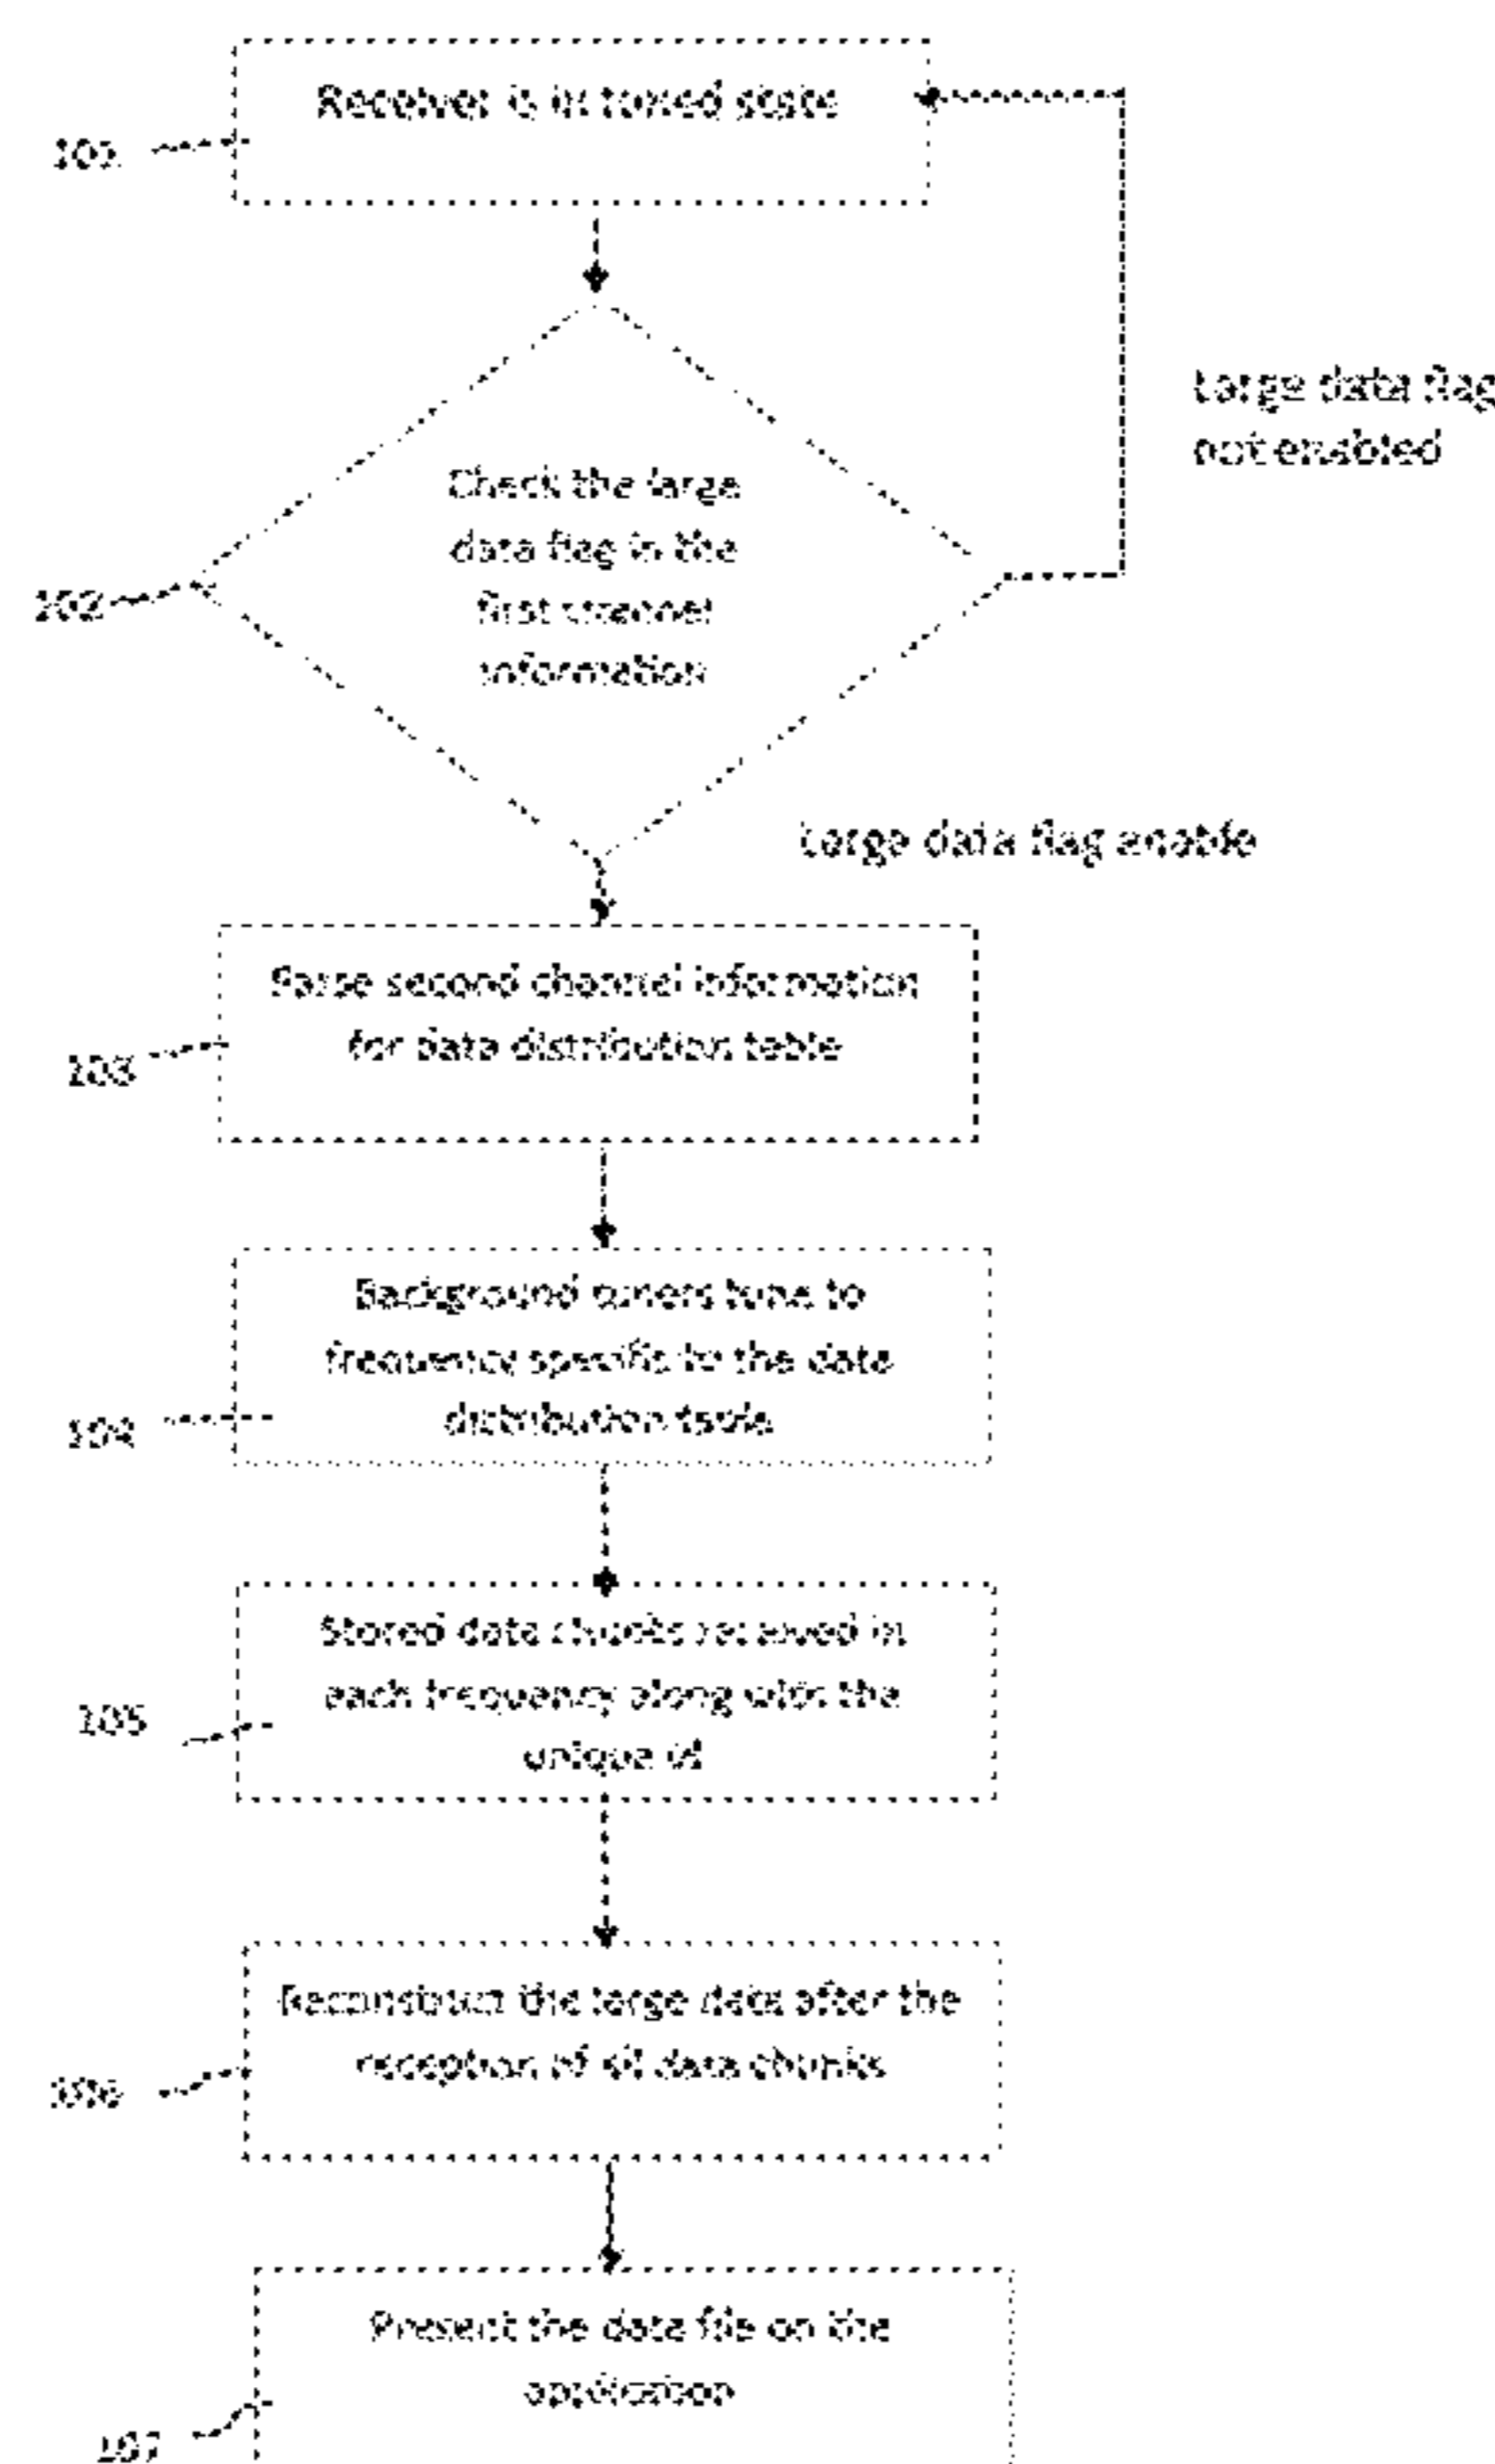 Receiver is in tuned state
101
Large data flag
not enabled
Check the large
data flag in the
first channel
information
102
Large data flag enable
Parse second channel information
for data distribution table
103
Background tuners tune to
frequency specific to the data
distribution table
104
Stored data chunks received in
each frequency along with the
unique id
105
Reconstruct the large data after the
reception of all data chunks
106
Present the data file on the
application
107